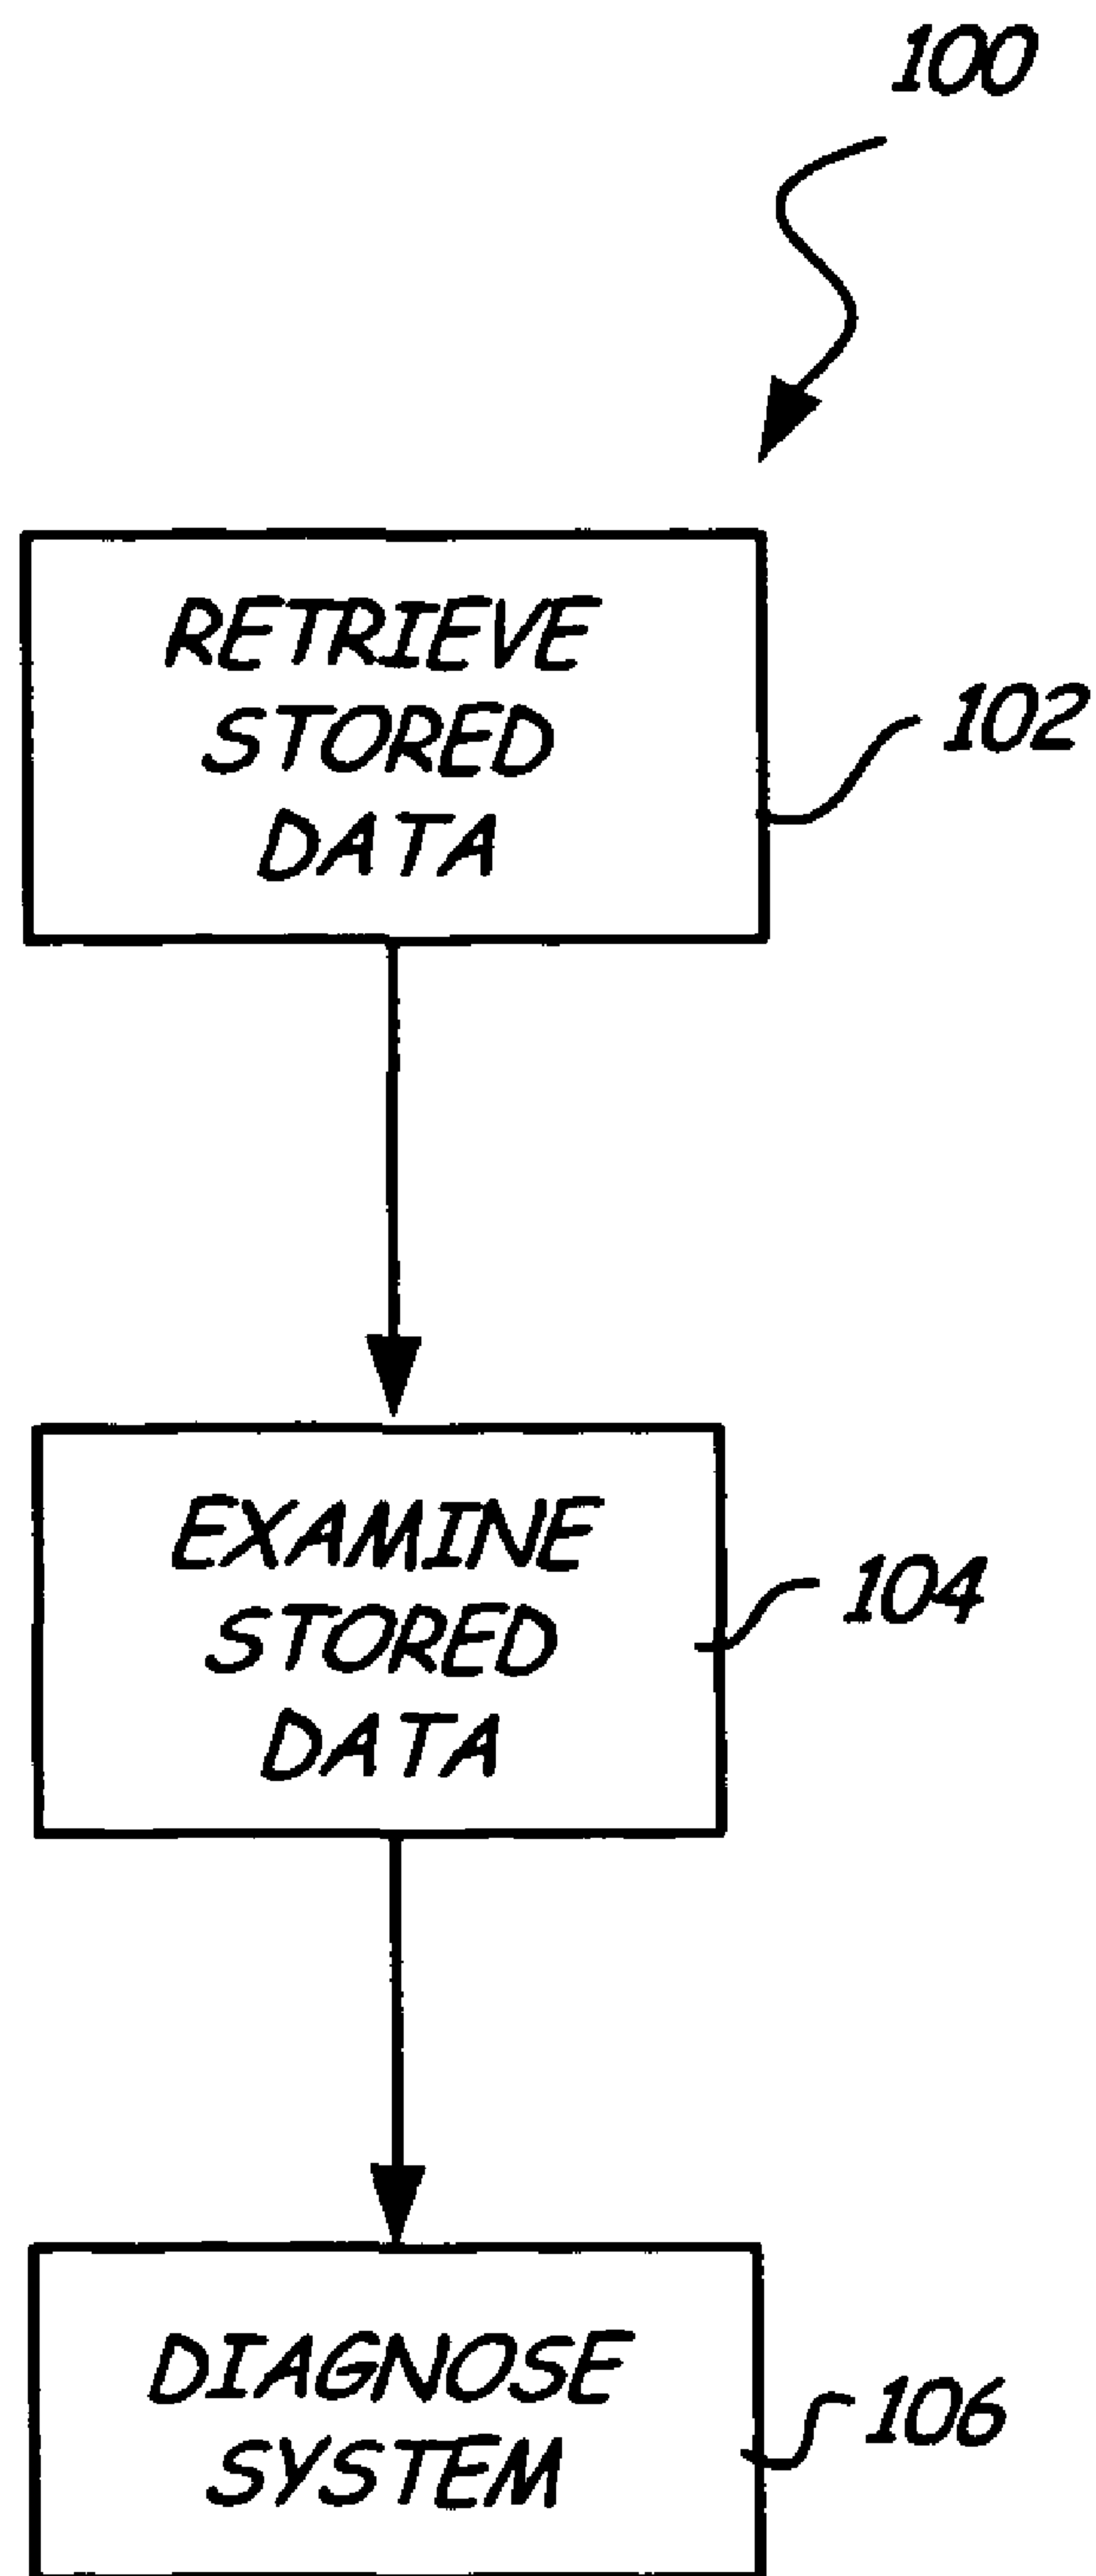 100
RETRIEVE
STORED
DATA
102
EXAMINE
STORED
DATA
104
DIAGNOSE
SYSTEM
106